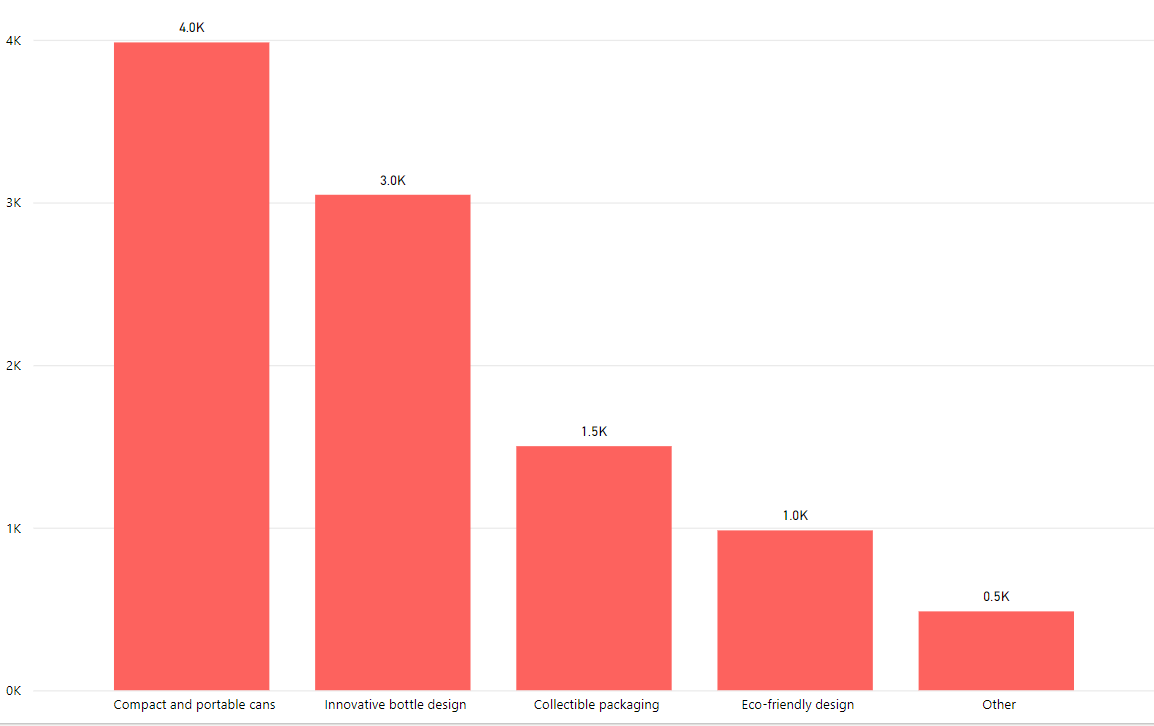 4.0K
4K
3.0K
3K
2K
1.5K
1.0K
1K
0.5K
0K
Compact and portable cans Innovative bottle design Collectible packaging Eco-friendly design Other